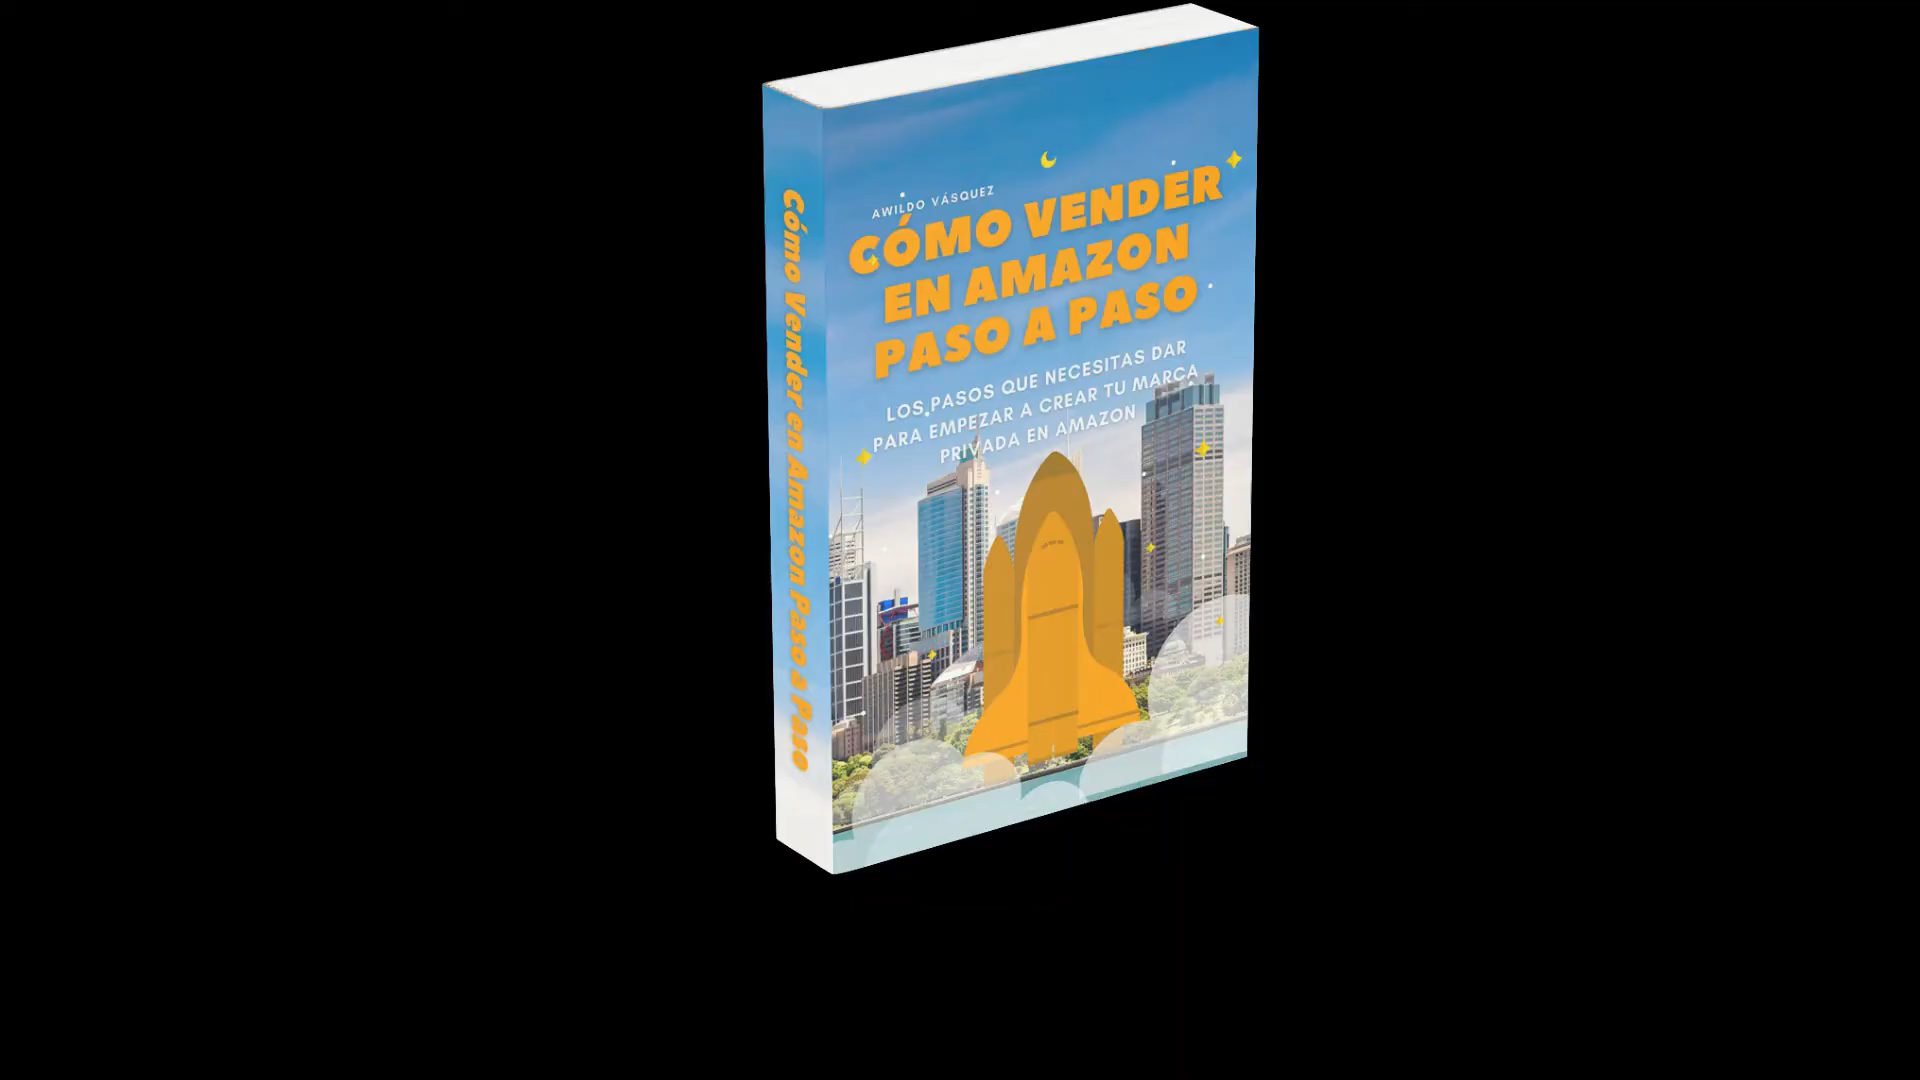 AWILDO VÁSQUEZ
CÓMO VENDER
EN AMAZON
PASO A PASO
LOS PASOS QUE NECESITAS DAR
PARA EMPEZAR A CREAR TU MARCA
PRIVADA EN AMAZON
Cómo Vender en Amazon Paso a Paso